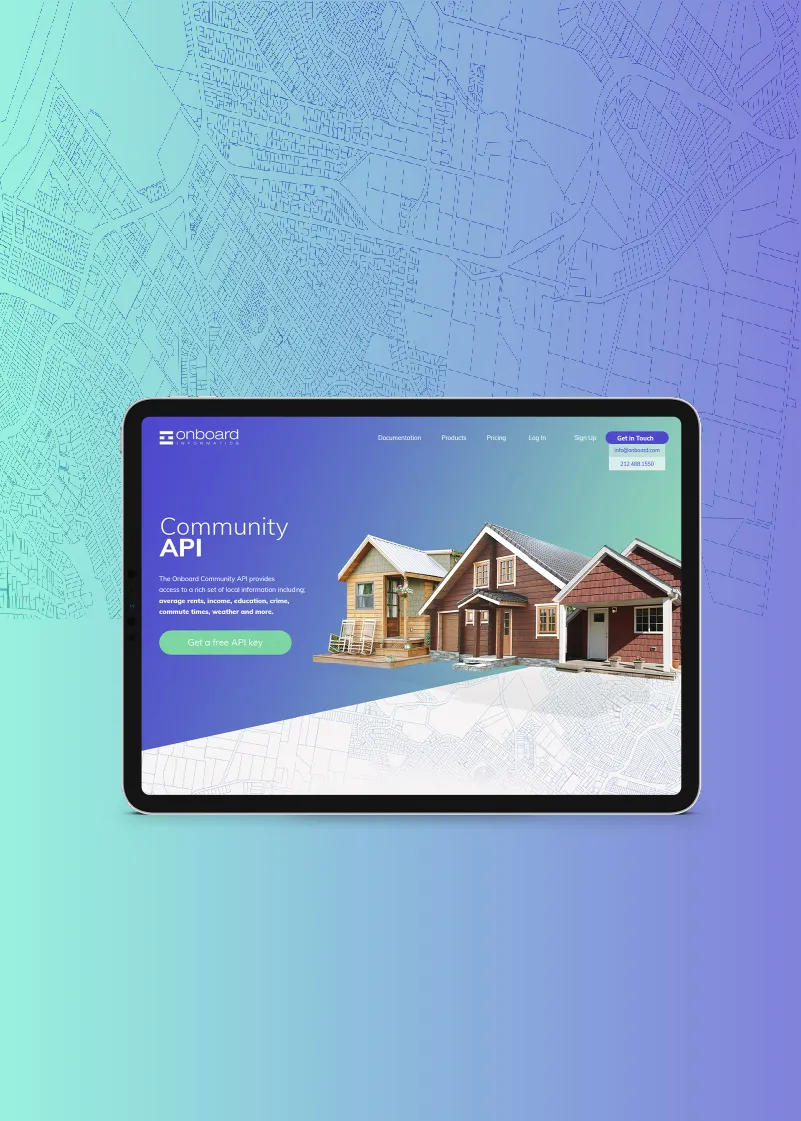 onboard
INFORMATICS
Documentation
Products
Pricing
Log In
Sign Up
Get in Touch
info@onboard.com
212.488.1550
Community
API
The Onboard Community API provides
access to a rich set of local information including;
average rents, income, education, crime,
commute times, weather and more.
Get a free API key